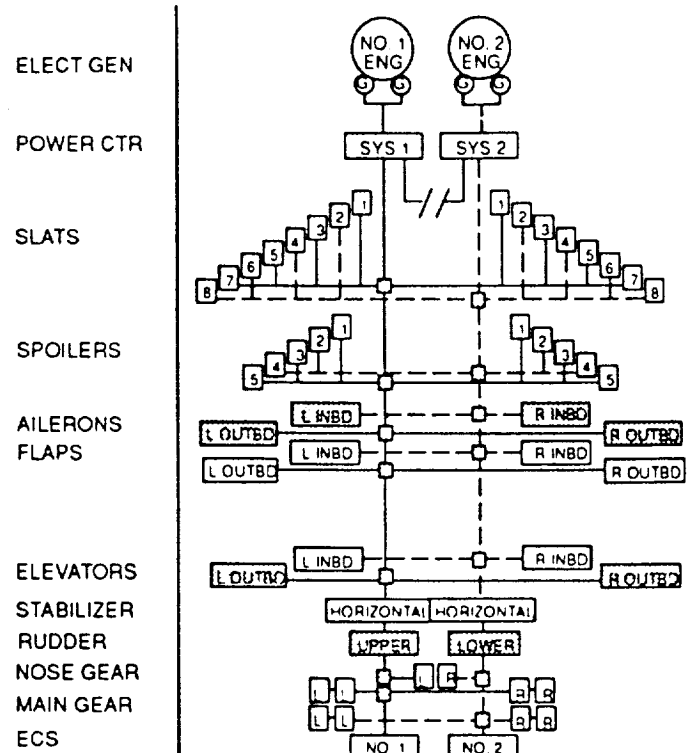 NO. 1 NO. 2
ELECT GEN ENG ENG
G G G G
POWER CTR SYS 1 SYS 2
SLATS
1 1
2 2
3 3
4 4
5 5
6 6
7 7
8 8
SPOILERS
1 1
2 2
3 3
4 4
5 5
AILERONS L INBD R INBD
L OUTBD R OUTBD
FLAPS L INBD R INBD
L OUTBD R OUTBD
ELEVATORS L INBD R INBD
L OUTBD R OUTBD
STABILIZER HORIZONTAL HORIZONTAL
RUDDER UPPER LOWER
NOSE GEAR L R
MAIN GEAR L L R R
L L R R
ECS NO. 1 NO. 2